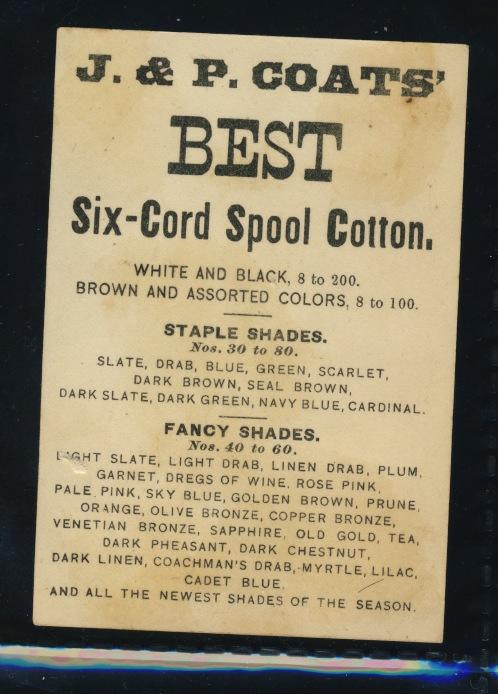 J. & P. COATS'
BEST
Six-Cord Spool Cotton.
WHITE AND BLACK, 8 to 200.
BROWN AND ASSORTED COLORS, 8 to 100.
STAPLE SHADES.
Nos. 30 to 80.
SLATE, DRAB, BLUE, GREEN, SCARLET,
DARK BROWN, SEAL BROWN,
DARK SLATE, DARK GREEN, NAVY BLUE, CARDINAL.
FANCY SHADES.
Nos. 40 to 60.
LIGHT SLATE, LIGHT DRAB, LINEN DRAB, PLUM,
GARNET, DREGS OF WINE, ROSE PINK,
PALE PINK, SKY BLUE, GOLDEN BROWN, PRUNE,
ORANGE, OLIVE BRONZE, COPPER BRONZE,
VENETIAN BRONZE, SAPPHIRE, OLD GOLD, TEA,
DARK PHEASANT, DARK CHESTNUT,
DARK LINEN, COACHMAN'S DRAB, MYRTLE, LILAC,
CADET BLUE.
AND ALL THE NEWEST SHADES OF THE SEASON.